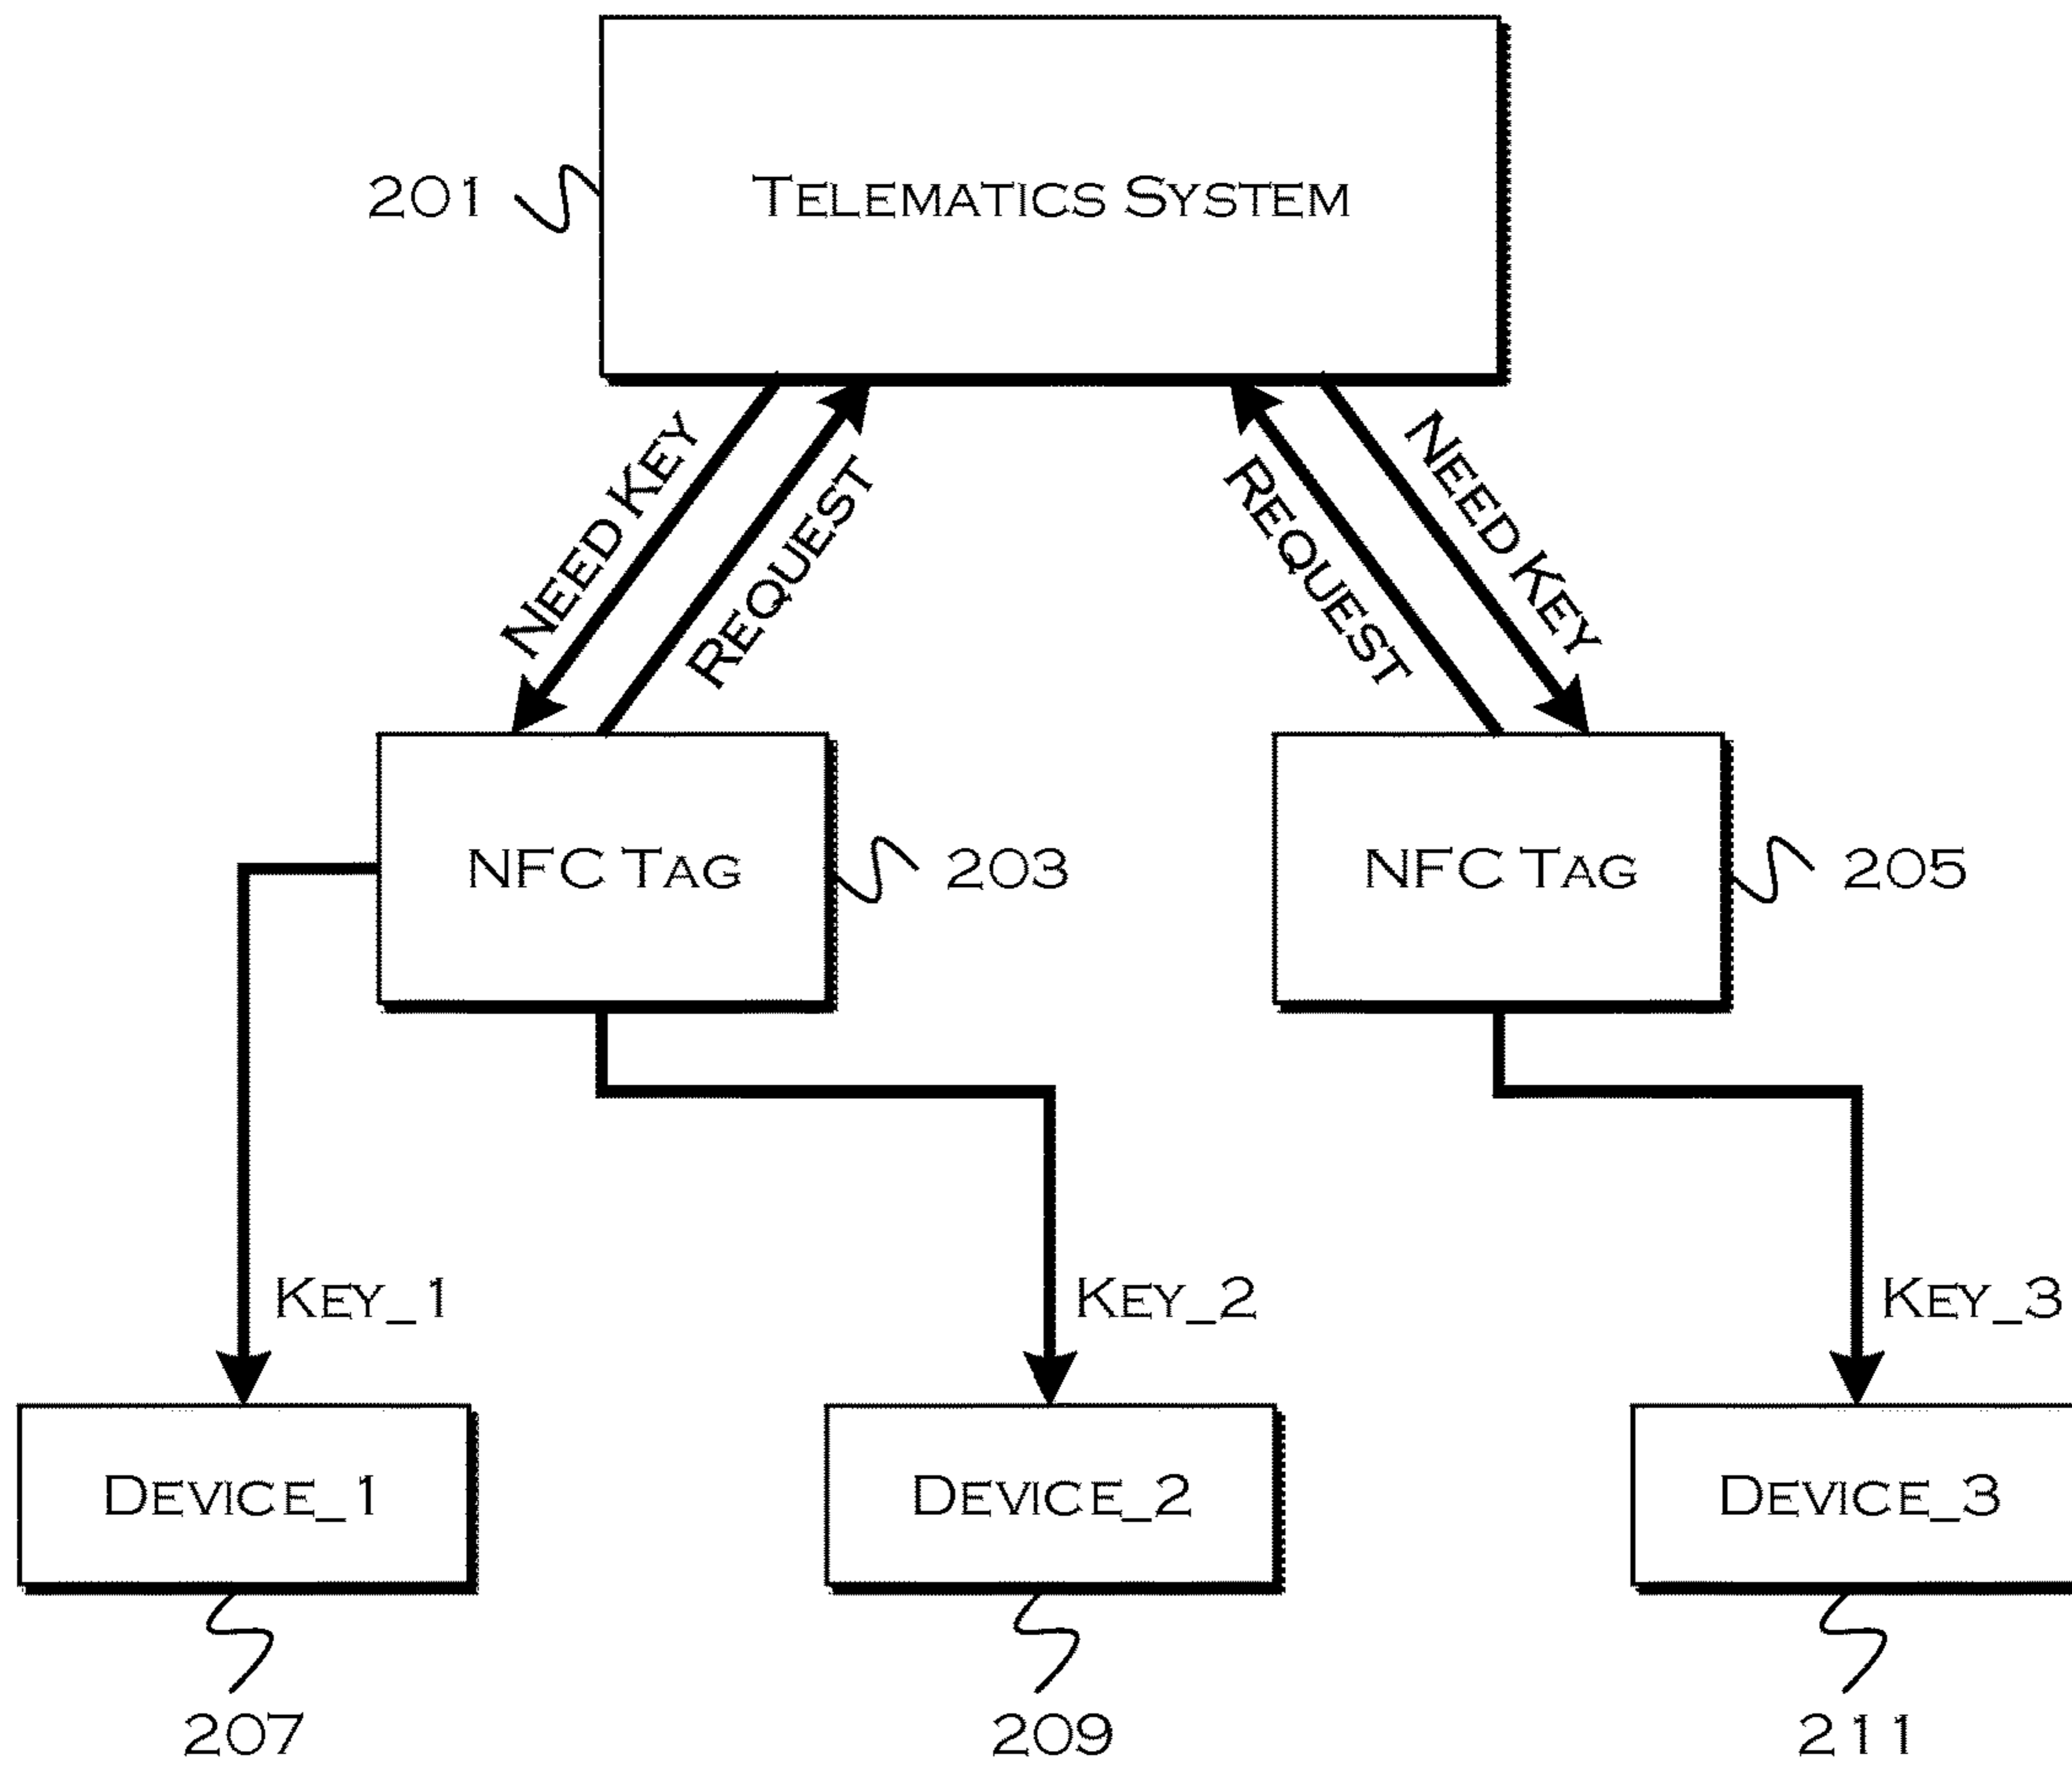 201
Telematics System
Need Key
Request
Request
Need Key
NFC Tag
203
NFC Tag
205
Key_1
Key_2
Key_3
Device_1
Device_2
Device_3
207
209
211